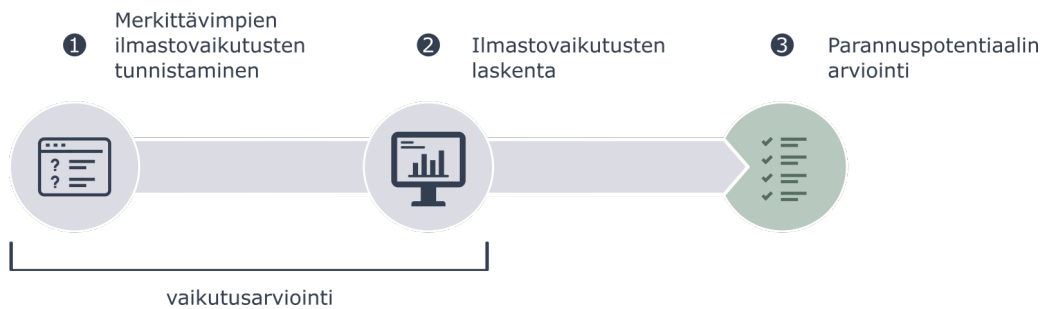 ❶ Merkittävimpien
ilmastovaikutusten
tunnistaminen
❷ Ilmastovaikutusten
laskenta
❸ Parannuspotentiaalin
arviointi
? 
?
vaikutusarviointi